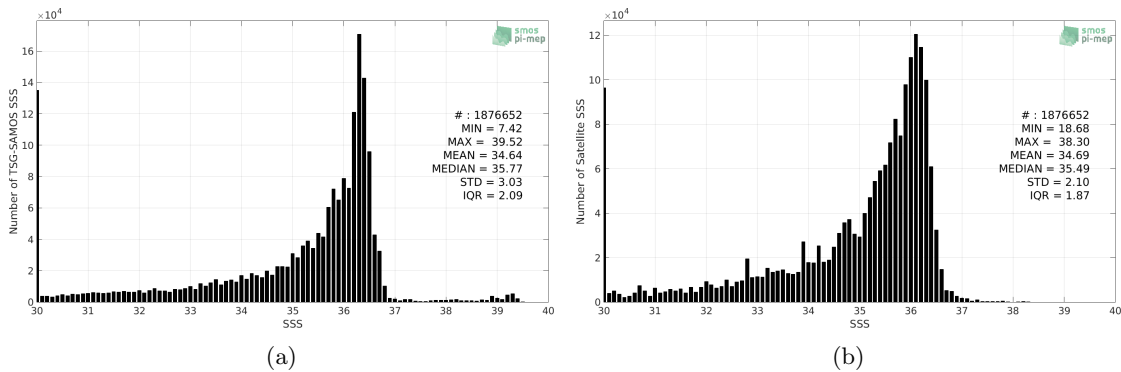 ×10⁴
smos
pi-mep
16
14
12
10
8
6
4
2
0
Number of TSG-SAMOS SSS
# : 1876652
MIN = 7.42
MAX = 39.52
MEAN = 34.64
MEDIAN = 35.77
STD = 3.03
IQR = 2.09
30 31 32 33 34 35 36 37 38 39 40
SSS
(a)
×10⁴
smos
pi-mep
12
10
8
6
4
2
0
Number of Satellite SSS
# : 1876652
MIN = 18.68
MAX = 38.30
MEAN = 34.69
MEDIAN = 35.49
STD = 2.10
IQR = 1.87
30 31 32 33 34 35 36 37 38 39 40
SSS
(b)